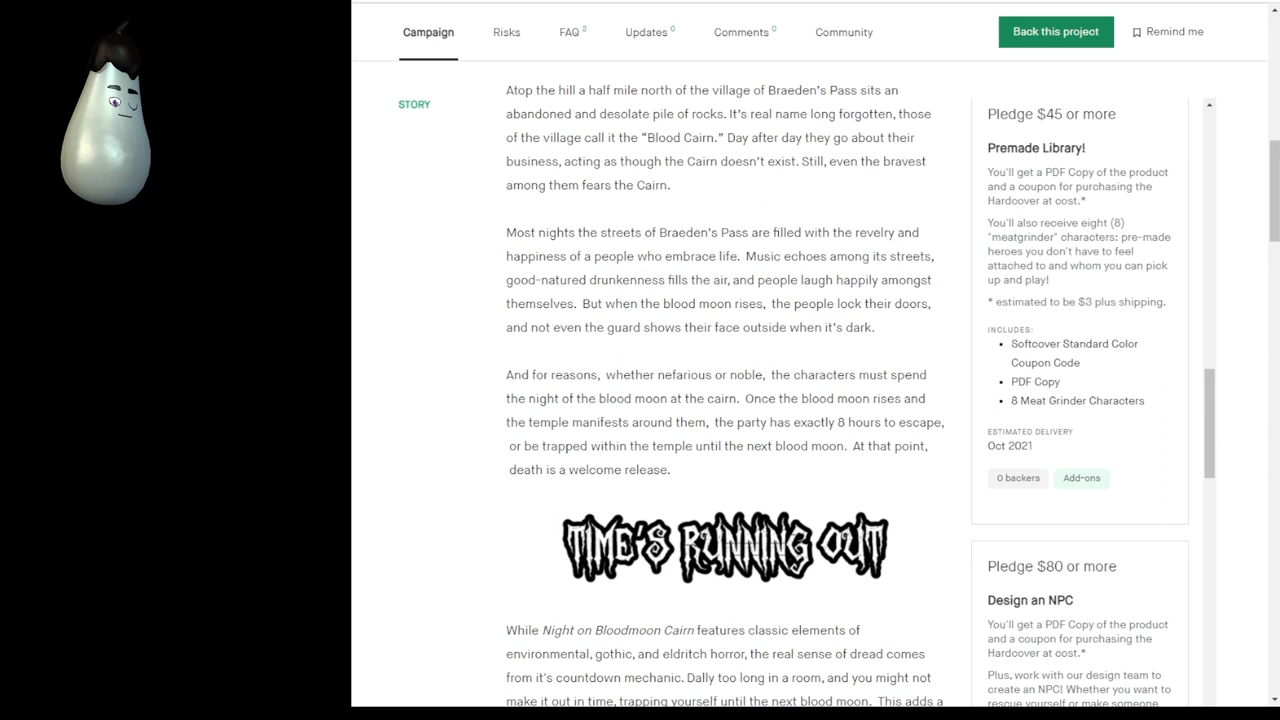 Campaign
Risks
FAQ 2
Updates 0
Comments 0
Community
Back this project
Remind me
STORY
Atop the hill a half mile north of the village of Braeden's Pass sits an
abandoned and desolate pile of rocks. It's real name long forgotten, those
of the village call it the “Blood Cairn.” Day after day they go about their
business, acting as though the Cairn doesn't exist. Still, even the bravest
among them fears the Cairn.
Most nights the streets of Braeden's Pass are filled with the revelry and
happiness of a people who embrace life. Music echoes among its streets,
good-natured drunkenness fills the air, and people laugh happily amongst
themselves. But when the blood moon rises, the people lock their doors,
and not even the guard shows their face outside when it's dark.
And for reasons, whether nefarious or noble, the characters must spend
the night of the blood moon at the cairn. Once the blood moon rises and
the temple manifests around them, the party has exactly 8 hours to escape,
or be trapped within the temple until the next blood moon. At that point,
death is a welcome release.
TIME'S RUNNING OUT
While Night on Bloodmoon Cairn features classic elements of
environmental, gothic, and eldritch horror, the real sense of dread comes
from it's countdown mechanic. Dally too long in a room, and you might not
make it out in time, trapping yourself until the next blood moon. This adds a
Pledge $45 or more
Premade Library!
You'll get a PDF Copy of the product
and a coupon for purchasing the
Hardcover at cost.*
You'll also receive eight (8)
"meatgrinder" characters: pre-made
heroes you don't have to feel
attached to and whom you can pick
up and play!
* estimated to be $3 plus shipping.
INCLUDES:
Softcover Standard Color
Coupon Code
PDF Copy
8 Meat Grinder Characters
ESTIMATED DELIVERY
Oct 2021
0 backers
Add-ons
Pledge $80 or more
Design an NPC
You'll get a PDF Copy of the product
and a coupon for purchasing the
Hardcover at cost.*
Plus, work with our design team to
create an NPC! Whether you want to
rescue yourself or make someone